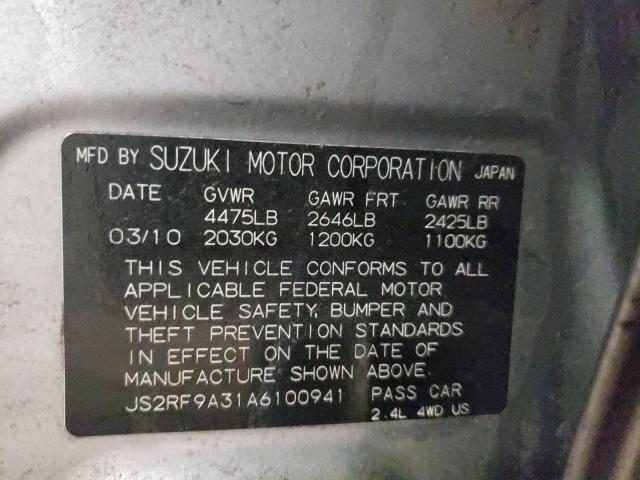 MFD BY SUZUKI MOTOR CORPORATION JAPAN
DATE GVWR GAWR FRT GAWR RR
4475LB 2646LB 2425LB
03/10 2030KG 1200KG 1100KG
THIS VEHICLE CONFORMS TO ALL
APPLICABLE FEDERAL MOTOR
VEHICLE SAFETY, BUMPER AND
THEFT PREVENTION STANDARDS
IN EFFECT ON THE DATE OF
MANUFACTURE SHOWN ABOVE.
JS2RF9A31A6100941 PASS CAR
2.4L 4WD US